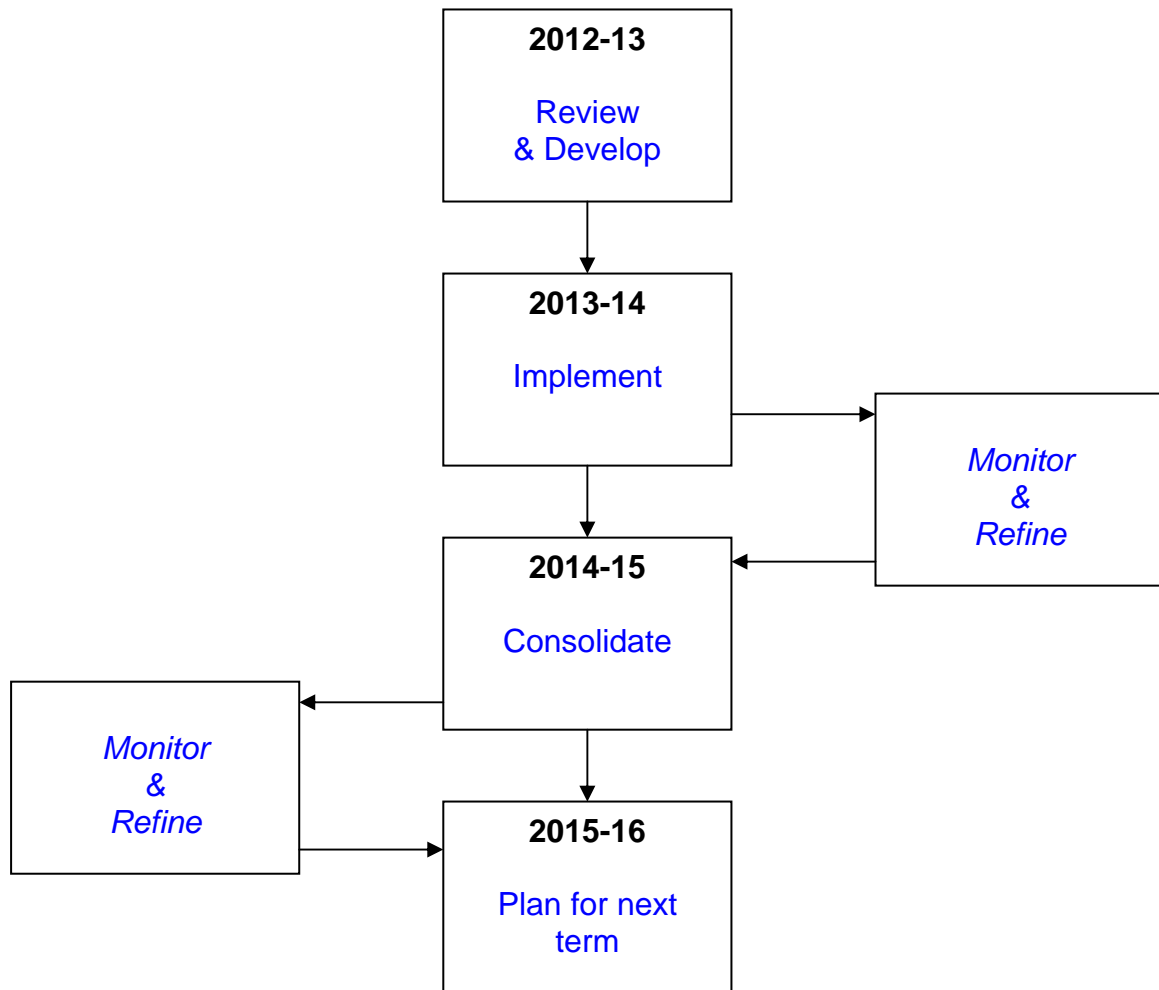 2012-13
Review
& Develop
2013-14
Implement
Monitor
&
Refine
2014-15
Consolidate
Monitor
&
Refine
2015-16
Plan for next
term